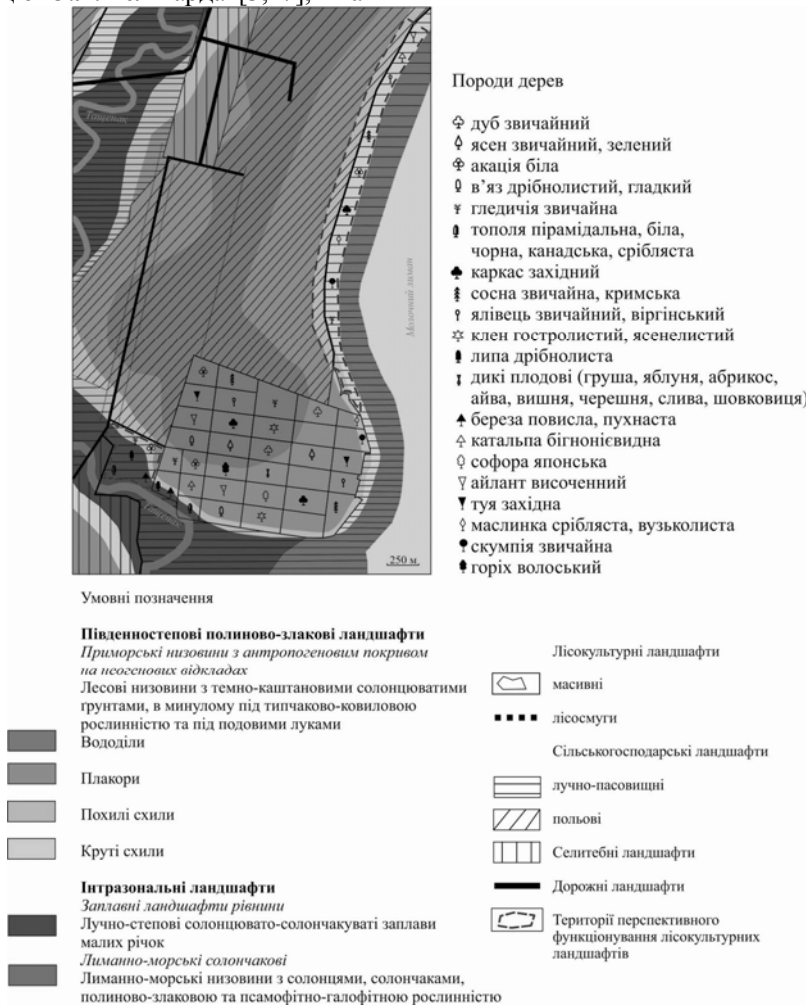 Тащенак
Молочний лиман
Тащенак
250 м
Породи дерев
дуб звичайний
ясен звичайний, зелений
акація біла
в'яз дрібнолистий, гладкий
гледичія звичайна
тополя пірамідальна, біла,
чорна, канадська, срібляста
каркас західний
сосна звичайна, кримська
ялівець звичайний, віргінський
клен гостролистий, ясенелистий
липа дрібнолиста
дикі плодові (груша, яблуня, абрикос,
айва, вишня, черешня, слива, шовковиця)
береза повисла, пухнаста
катальпа бігнонієвидна
софора японська
айлант височенний
туя західна
маслинка срібляста, вузьколиста
скумпія звичайна
горіх волоський
Умовні позначення
Південностепові полиново-злакові ландшафти
Приморські низовини з антропогеновим покривом
на неогенових відкладах
Лесові низовини з темно-каштановими солонцюватими
ґрунтами, в минулому під типчаково-ковиловою
рослинністю та під подовими луками
Вододіли
Плакори
Похилі схили
Круті схили
Інтразональні ландшафти
Заплавні ландшафти рівнини
Лучно-степові солонцювато-солончакуваті заплави
малих річок
Лиманно-морські солончакові
Лиманно-морські низовини з солонцями, солончаками,
полиново-злаковою та псамофітно-галофітною рослинністю
Лісокультурні ландшафти
масивні
лісосмуги
Сільськогосподарські ландшафти
лучно-пасовищні
польові
Селитебні ландшафти
Дорожні ландшафти
Території перспективного
функціонування лісокультурних
ландшафтів